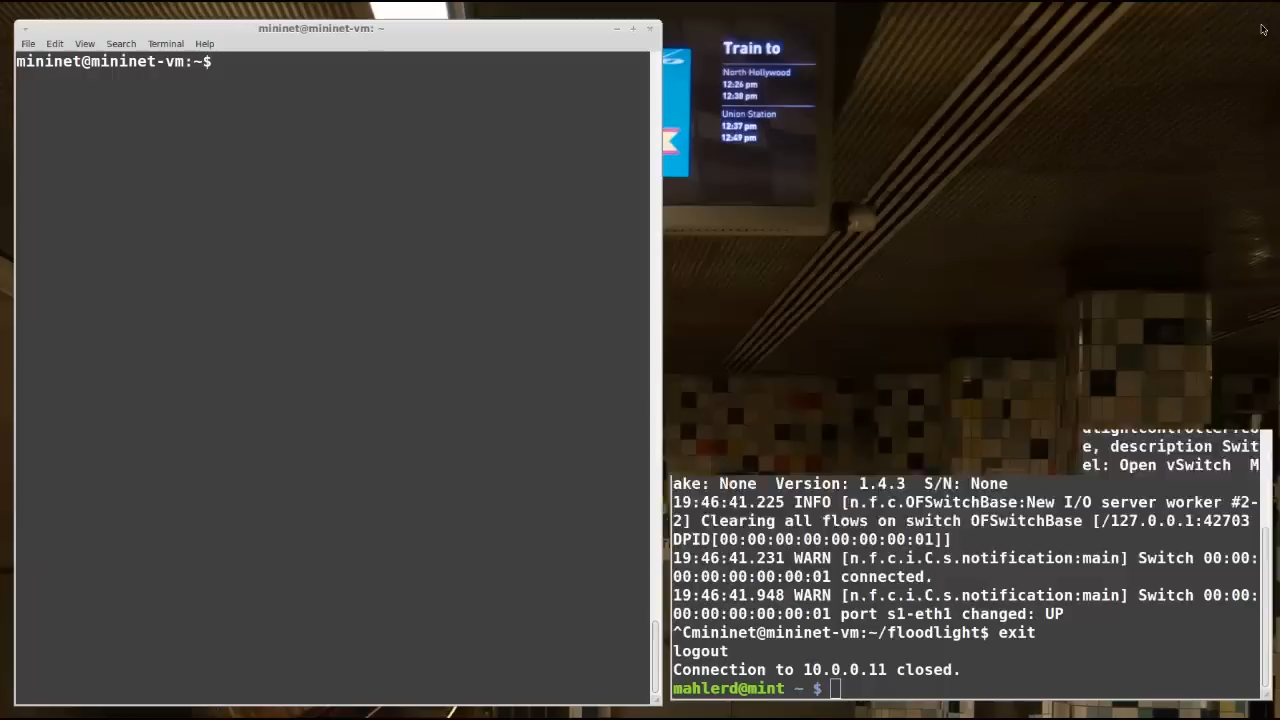 mininet@mininet-vm: ~
File Edit View Search Terminal Help
mininet@mininet-vm:~$
Train to
North Hollywood
12:26 pm
12:38 pm
Union Station
12:37 pm
12:49 pm
e, description Swit
el: Open vSwitch  M
ake: None  Version: 1.4.3  S/N: None
19:46:41.225 INFO [n.f.c.OFSwitchBase:New I/O server worker #2-
2] Clearing all flows on switch OFSwitchBase [/127.0.0.1:42703
DPID[00:00:00:00:00:00:00:01]]
19:46:41.231 WARN [n.f.c.i.C.s.notification:main] Switch 00:00:
00:00:00:00:00:01 connected.
19:46:41.948 WARN [n.f.c.i.C.s.notification:main] Switch 00:00:
00:00:00:00:00:01 port s1-eth1 changed: UP
^Cmininet@mininet-vm:~/floodlight$ exit
logout
Connection to 10.0.0.11 closed.
mahlerd@mint ~ $